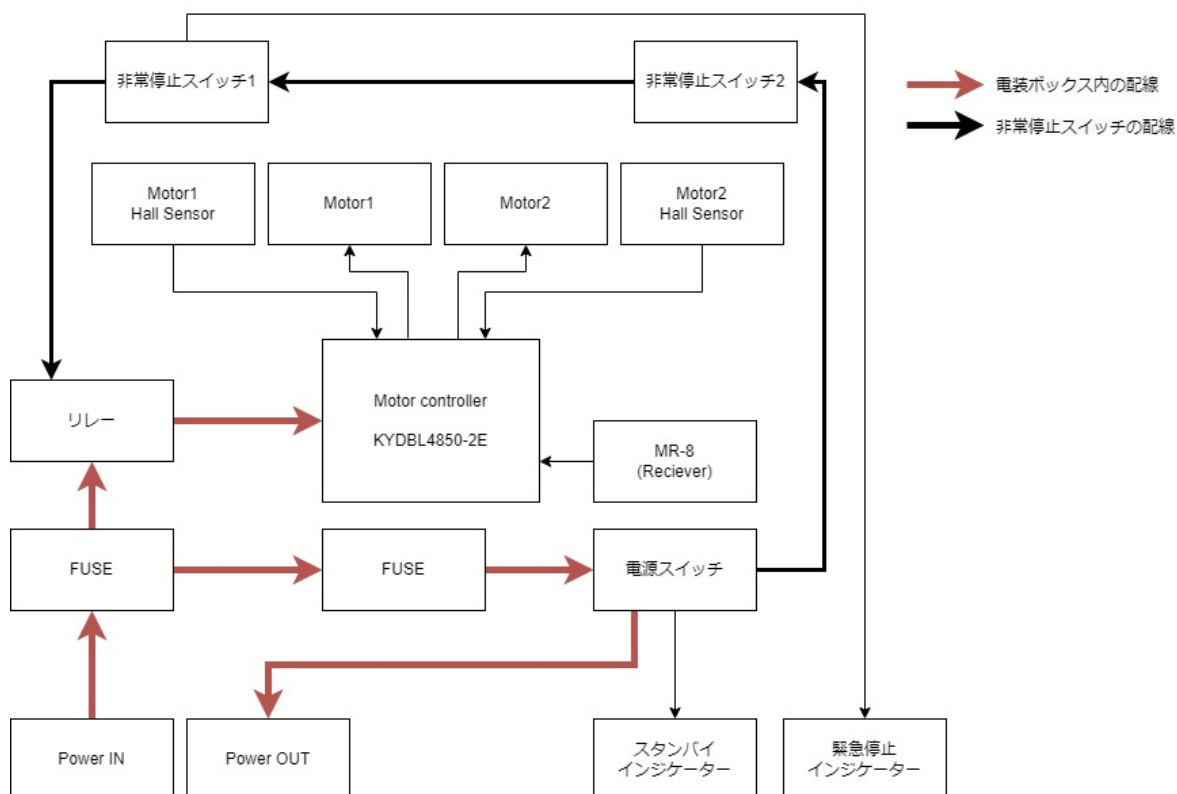 非常停止スイッチ1
非常停止スイッチ2
電装ボックス内の配線
非常停止スイッチの配線
Motor1
Hall Sensor
Motor1
Motor2
Motor2
Hall Sensor
リレー
Motor controller
KYDBL4850-2E
MR-8
(Reciever)
FUSE
FUSE
電源スイッチ
Power IN
Power OUT
スタンバイ
インジケーター
緊急停止
インジケーター